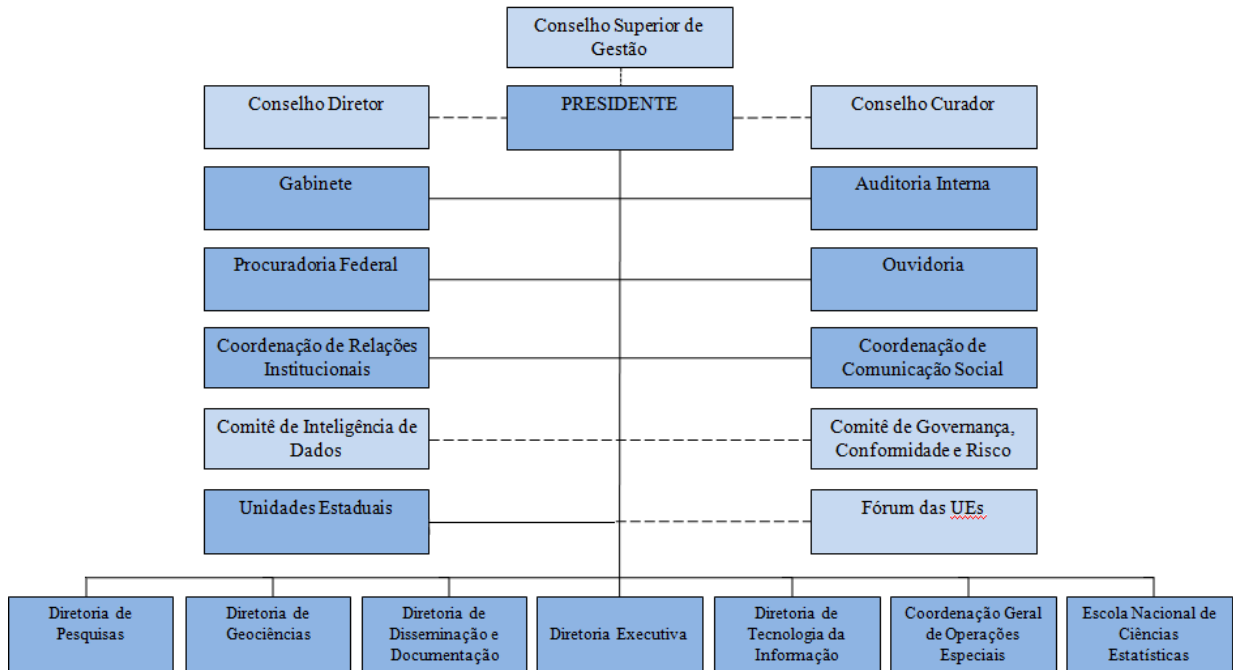 Conselho Superior de
Gestão
Conselho Diretor
PRESIDENTE
Conselho Curador
Gabinete
Auditoria Interna
Procuradoria Federal
Ouvidoria
Coordenação de Relações
Institucionais
Coordenação de
Comunicação Social
Comitê de Inteligência de
Dados
Comitê de Governança,
Conformidade e Risco
Unidades Estaduais
Fórum das UEs
Diretoria de
Pesquisas
Diretoria de
Geociências
Diretoria de
Disseminação e
Documentação
Diretoria Executiva
Diretoria de
Tecnologia da
Informação
Coordenação Geral
de Operações
Especiais
Escola Nacional de
Ciências
Estatísticas